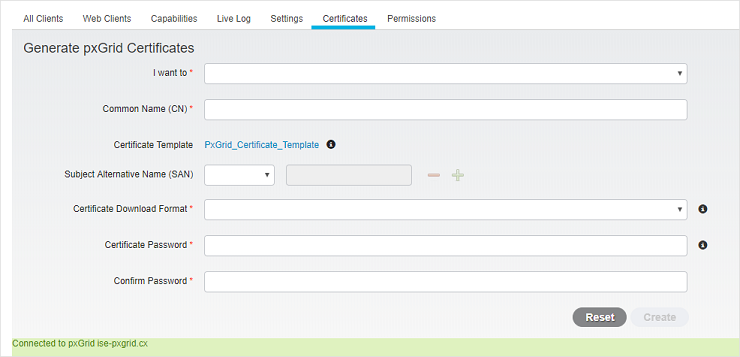 All Clients Web Clients Capabilities Live Log Settings Certificates Permissions
Generate pxGrid Certificates
I want to *
Common Name (CN) *
Certificate Template PxGrid_Certificate_Template
Subject Alternative Name (SAN)
Certificate Download Format *
Certificate Password *
Confirm Password *
Reset Create
Connected to pxGrid ise-pxgrid.cx